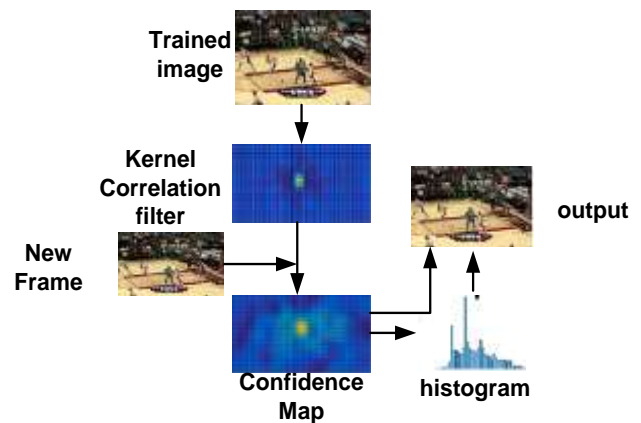 Trained
image
Kernel
Correlation
filter
output
New
Frame
Confidence
Map
histogram